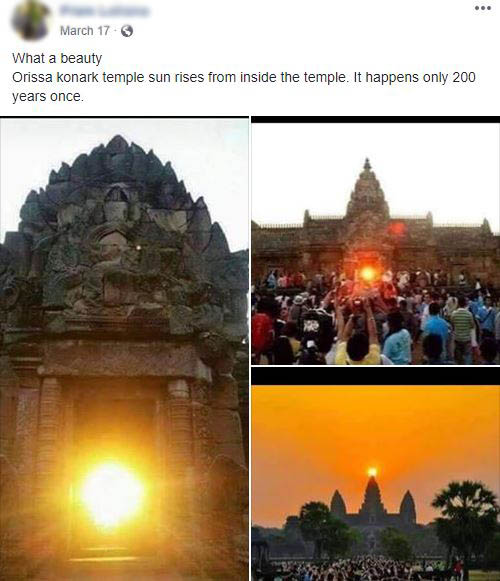 March 17 ·
What a beauty
Orissa konark temple sun rises from inside the temple. It happens only 200
years once.